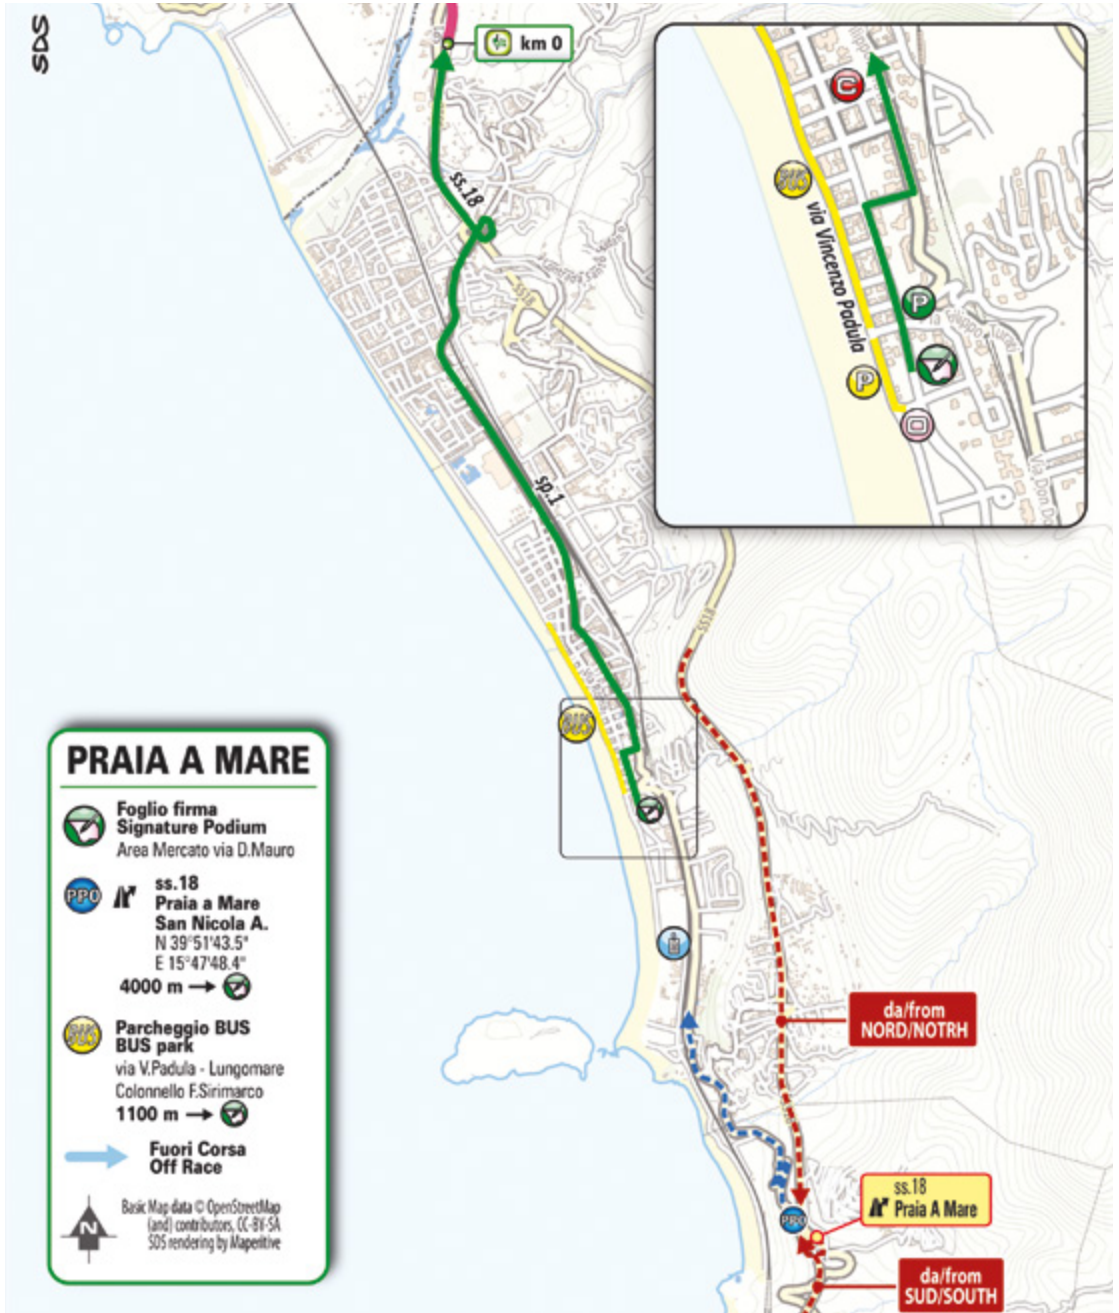 SDS
km 0
ss.18
SS18
sp.1
SS18
C
BUS
via Vincenzo Padula
P
P
BUS
PRAIA A MARE
Foglio firma
Signature Podium
Area Mercato via D.Mauro
PPO
ss.18
Praia a Mare
San Nicola A.
N 39°51'43.5"
E 15°47'48.4"
4000 m
BUS
Parcheggio BUS
BUS park
via V.Padula - Lungomare
Colonnello F.Sirimarco
1100 m
Fuori Corsa
Off Race
N
Basic Map data © OpenStreetMap
(and) contributors, CC-BY-SA
SDS rendering by Maperitive
da/from
NORD/NOTRH
PPO
ss.18
Praia A Mare
da/from
SUD/SOUTH